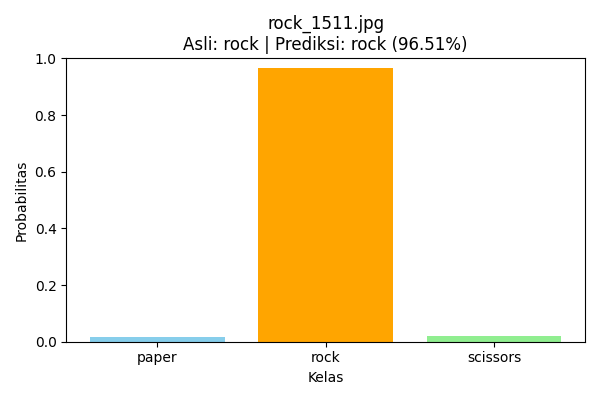 rock_1511.jpg
Asli: rock | Prediksi: rock (96.51%)
1.0
0.8
0.6
0.4
0.2
0.0
Probabilitas
paper
rock
scissors
Kelas